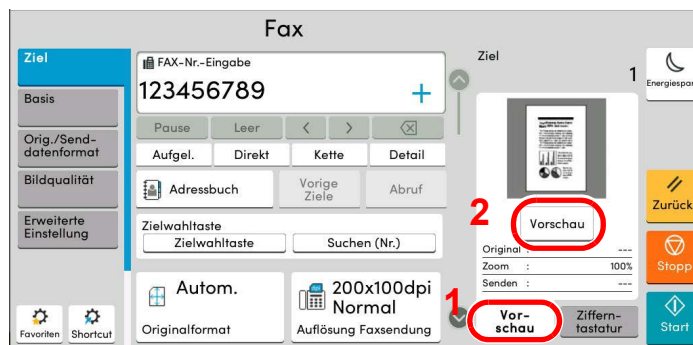 Fax
Ziel
Basis
Orig./Send-
datenformat
Bildqualität
Erweiterte
Einstellung
Favoriten
Shortcut
FAX-Nr.-Eingabe
123456789
+
Pause
Leer
<
>
Aufgel.
Direkt
Kette
Detail
Adressbuch
Vorige
Ziele
Abruf
Zielwahltaste
Zielwahltaste
Suchen (Nr.)
Autom.
Originalformat
200x100dpi
Normal
Auflösung Faxsendung
Ziel
1
2
Vorschau
Original : ---
Zoom : 100%
Senden : ---
1
Vor-
schau
Ziffern-
tastatur
Zurück
Stopp
Start